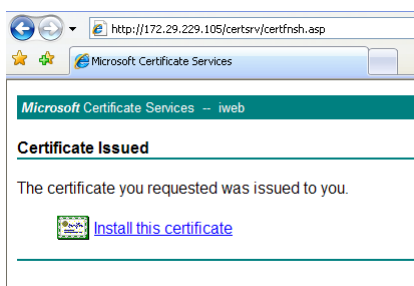 http://172.29.229.105/certsrv/certfnsh.asp
Microsoft Certificate Services
Microsoft Certificate Services -- iweb
Certificate Issued
The certificate you requested was issued to you.
Install this certificate